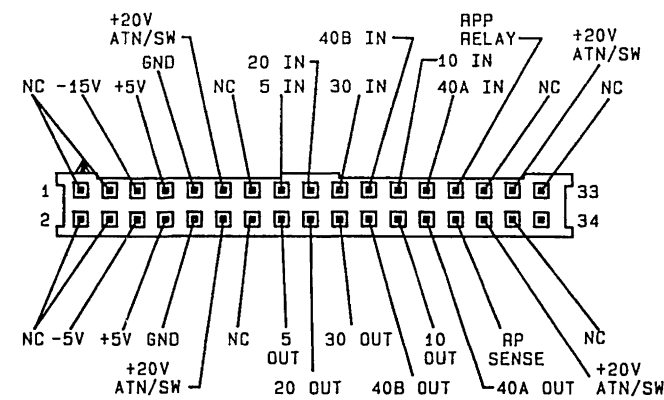 +20V
ATN/SW
GND
NC -15V +5V
NC
20 IN
5 IN
30 IN
40B IN
10 IN
40A IN
RPP
RELAY
NC
+20V
ATN/SW
NC
1
33
2
34
NC -5V +5V GND
+20V
ATN/SW
NC
5
OUT
20 OUT
30 OUT
40B OUT
10
OUT
RP
SENSE
40A OUT
NC
+20V
ATN/SW